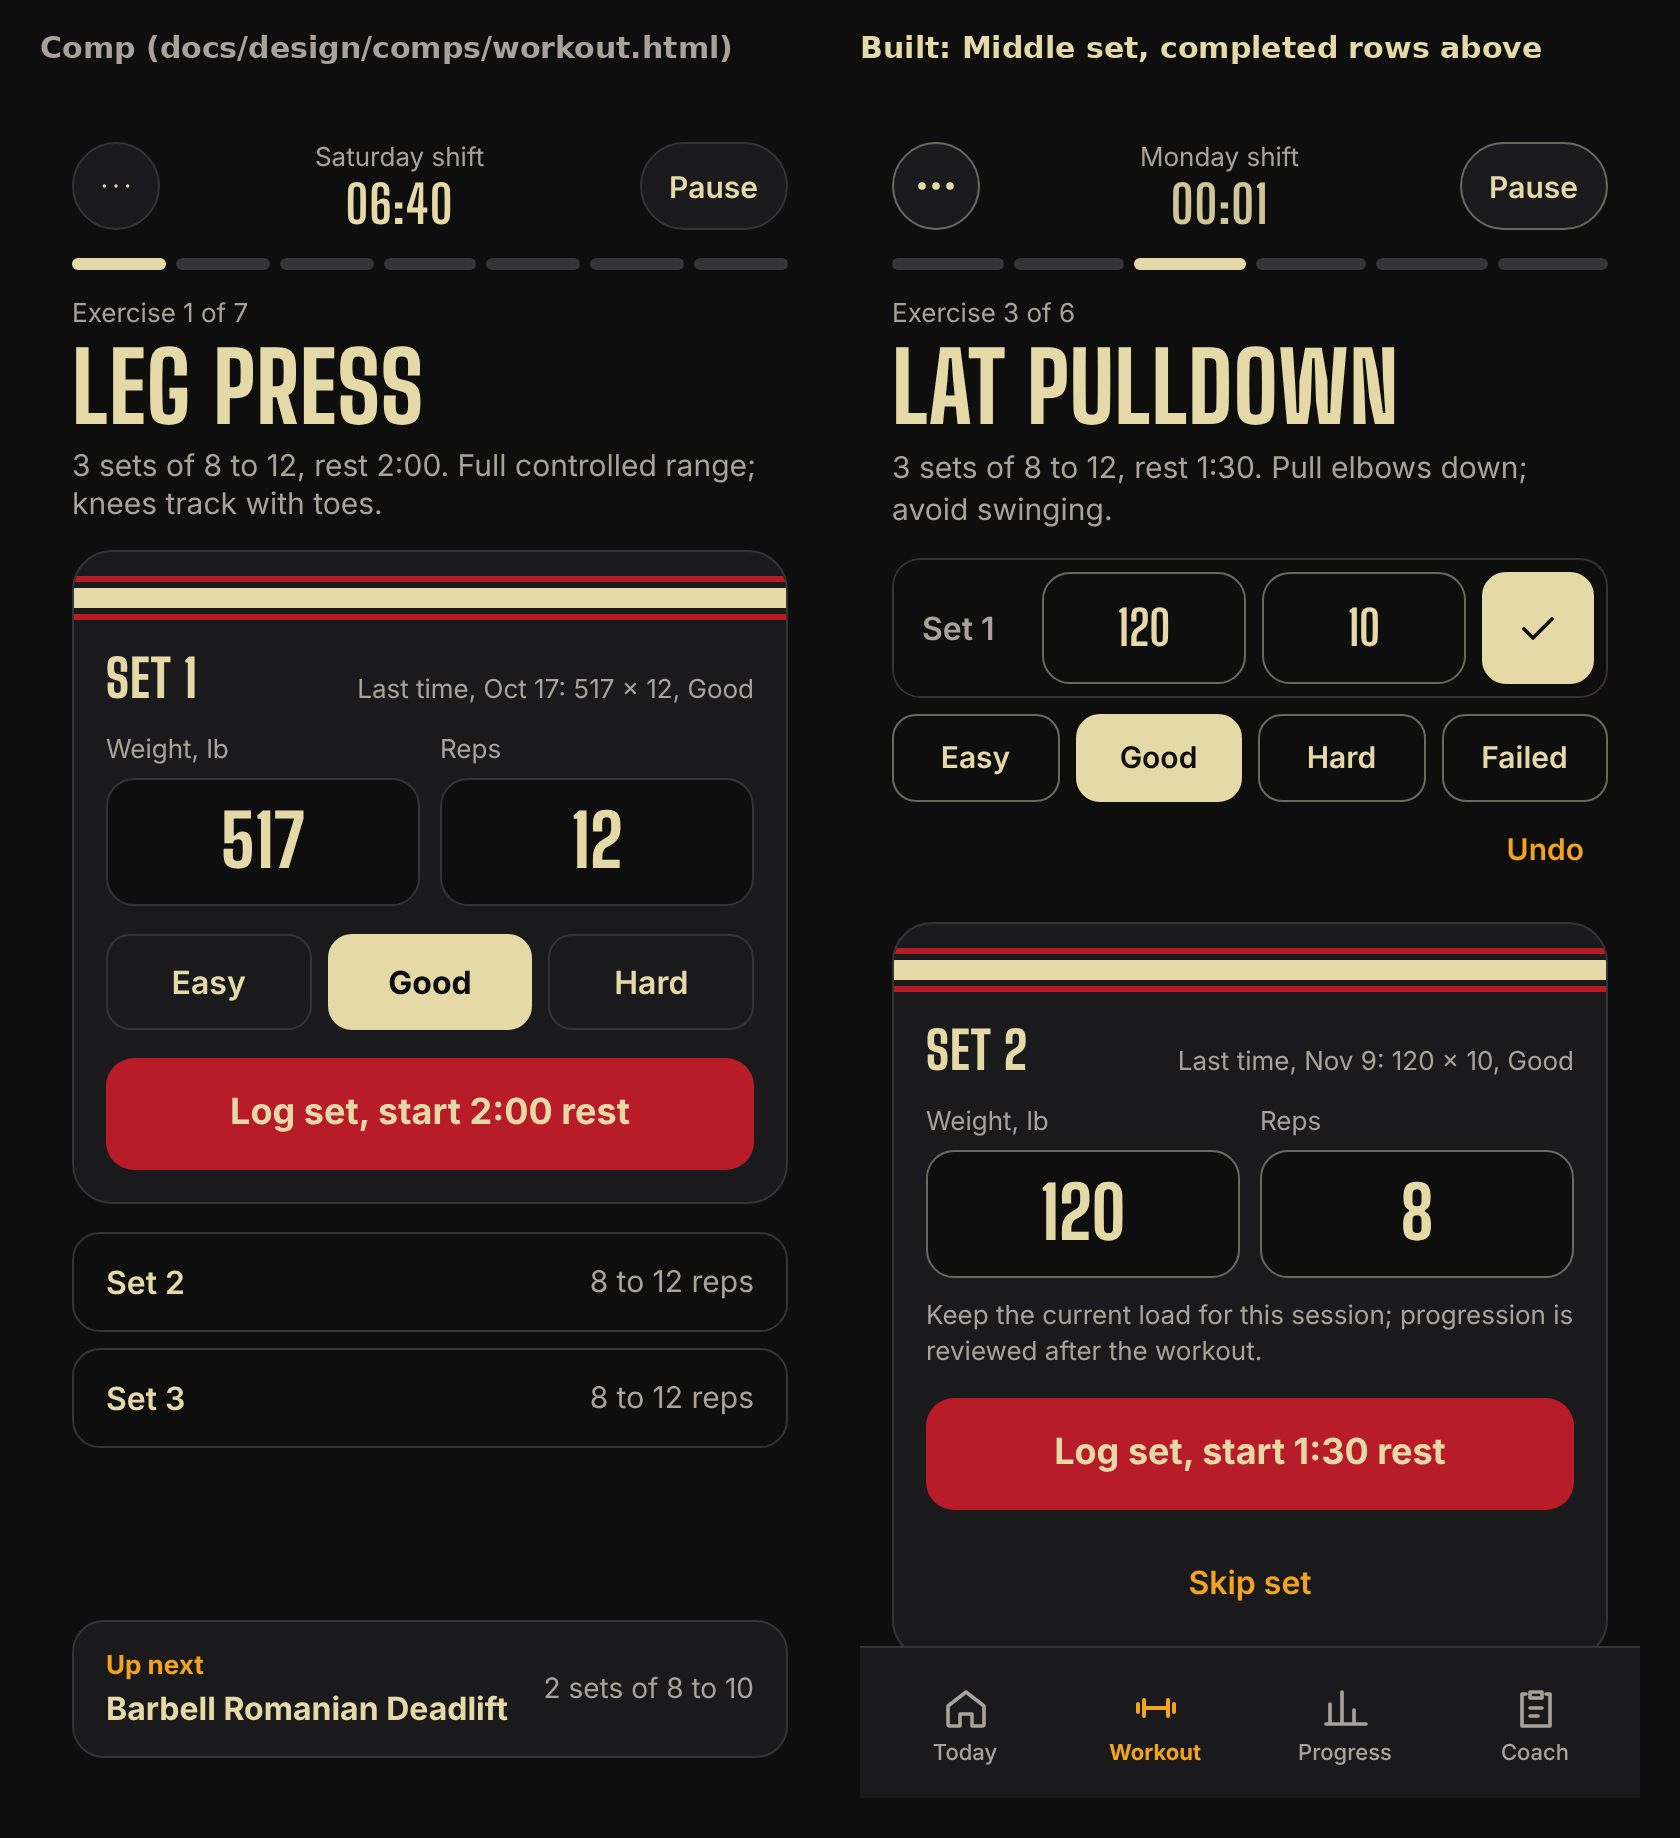 Comp (docs/design/comps/workout.html)
···
Saturday shift
06:40
Pause
Exercise 1 of 7
LEG PRESS
3 sets of 8 to 12, rest 2:00. Full controlled range;
knees track with toes.
SET 1
Last time, Oct 17: 517 × 12, Good
Weight, lb
Reps
517
12
Easy
Good
Hard
Log set, start 2:00 rest
Set 2
8 to 12 reps
Set 3
8 to 12 reps
Up next
Barbell Romanian Deadlift
2 sets of 8 to 10
Built: Middle set, completed rows above
•••
Monday shift
00:01
Pause
Exercise 3 of 6
LAT PULLDOWN
3 sets of 8 to 12, rest 1:30. Pull elbows down;
avoid swinging.
Set 1
120
10
Easy
Good
Hard
Failed
Undo
SET 2
Last time, Nov 9: 120 × 10, Good
Weight, lb
Reps
120
8
Keep the current load for this session; progression is
reviewed after the workout.
Log set, start 1:30 rest
Skip set
Today
Workout
Progress
Coach